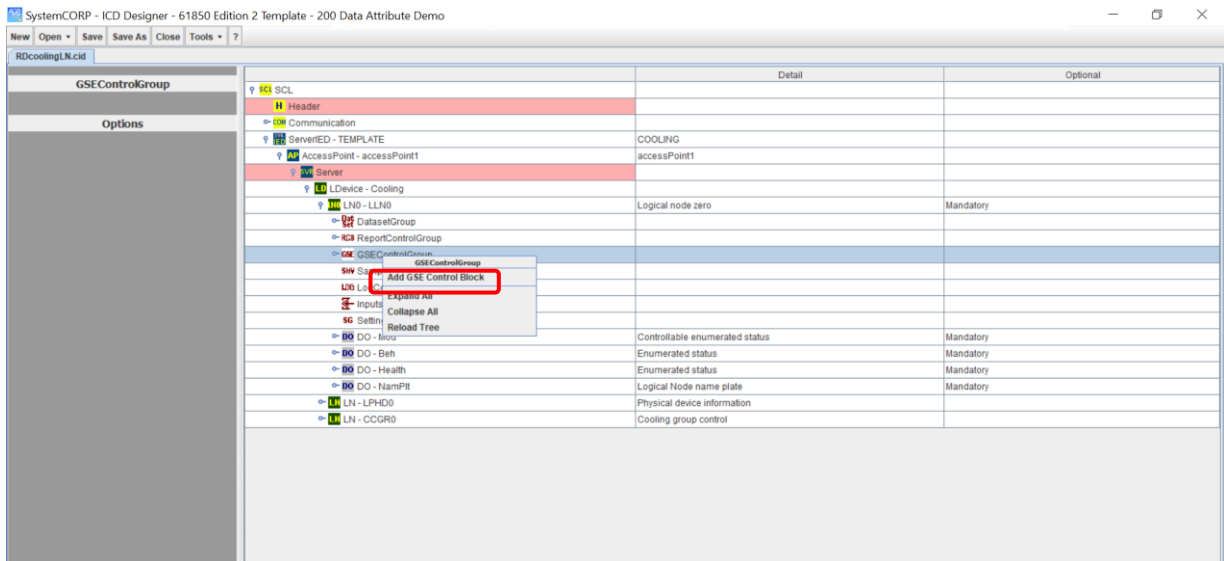 SystemCORP - ICD Designer - 61850 Edition 2 Template - 200 Data Attribute Demo
New Open Save Save As Close Tools ?
RDcoolingLN.cid
GSEControlGroup
Options
Detail Optional
SCL SCL
H Header
COM Communication
ServerIED - TEMPLATE COOLING
AP AccessPoint - accessPoint1 accessPoint1
SVR Server
LD LDevice - Cooling
LN0 LN0 - LLN0 Logical node zero Mandatory
Dat Set DatasetGroup
RCB ReportControlGroup
GSE GSEControlGroup
GSEControlGroup
Add GSE Control Block
Expand All
Collapse All
Reload Tree
SMV
LOG
Inputs
SG
DO DO - Mod Controllable enumerated status Mandatory
DO DO - Beh Enumerated status Mandatory
DO DO - Health Enumerated status Mandatory
DO DO - NamPlt Logical Node name plate Mandatory
LN LN - LPHD0 Physical device information
LN LN - CCGR0 Cooling group control